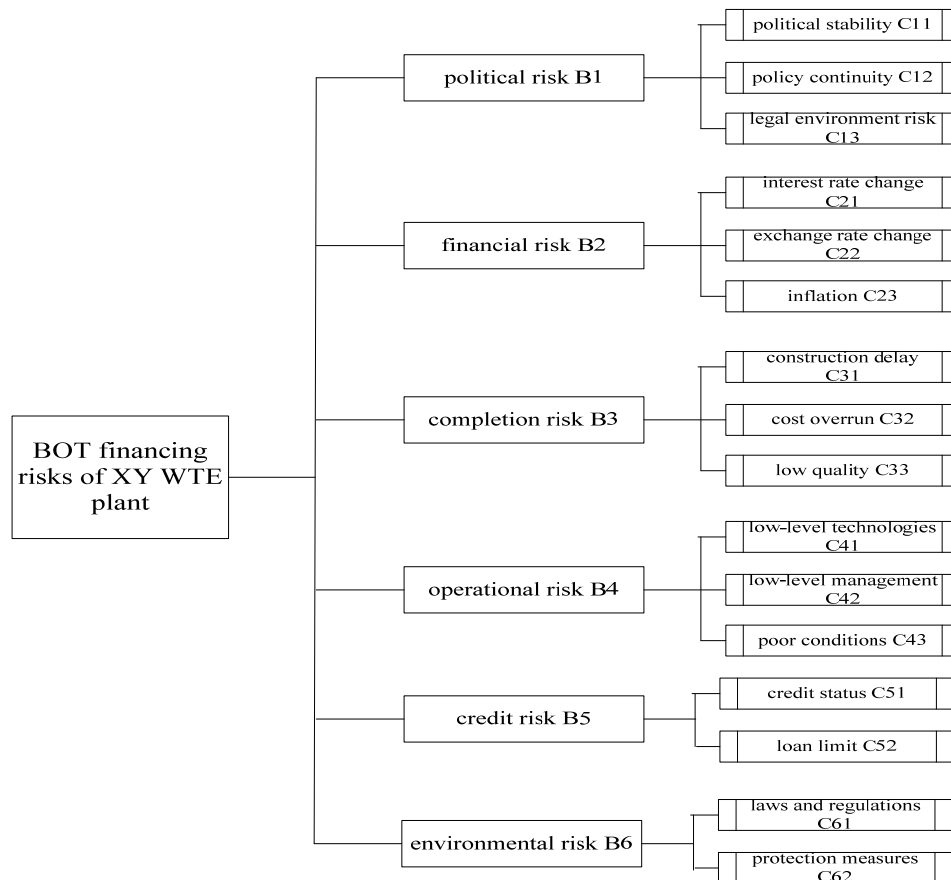 BOT financing
risks of XY WTE
plant
political risk B1
political stability C11
policy continuity C12
legal environment risk
C13
financial risk B2
interest rate change
C21
exchange rate change
C22
inflation C23
completion risk B3
construction delay
C31
cost overrun C32
low quality C33
operational risk B4
low-level technologies
C41
low-level management
C42
poor conditions C43
credit risk B5
credit status C51
loan limit C52
environmental risk B6
laws and regulations
C61
protection measures
C62